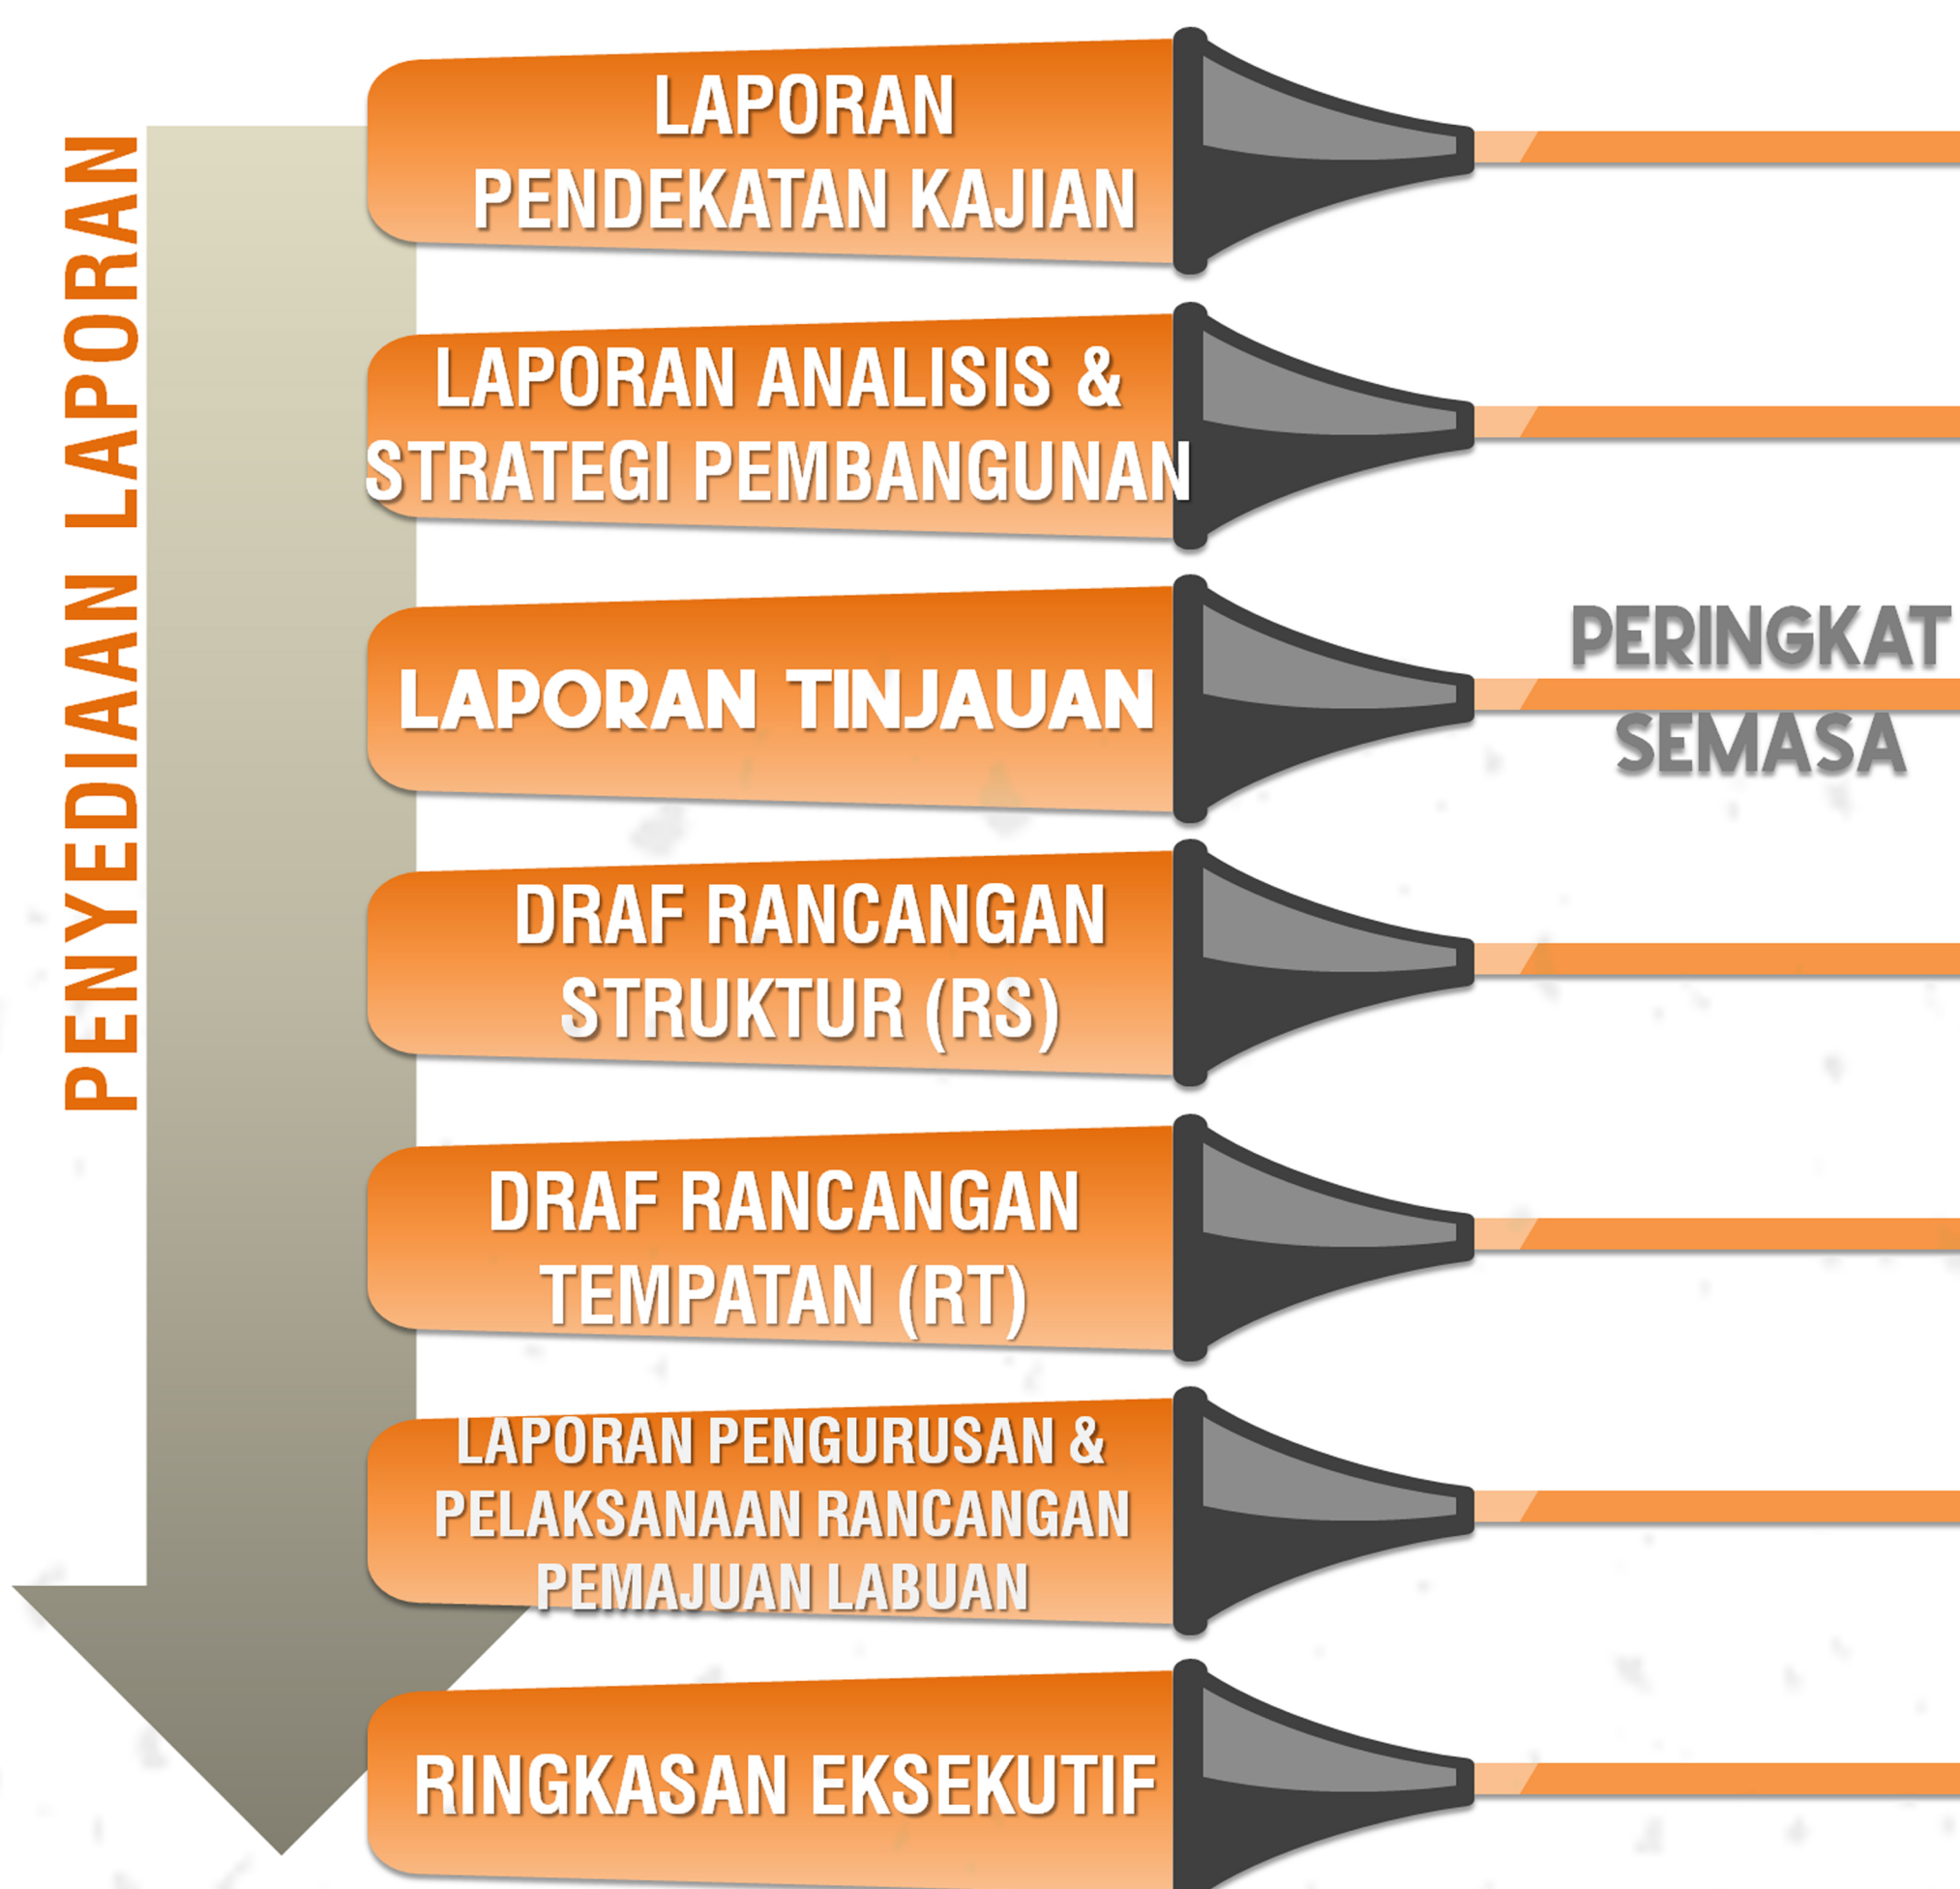 PENYEDIAAN LAPORAN
LAPORAN
PENDEKATAN KAJIAN
LAPORAN ANALISIS &
STRATEGI PEMBANGUNAN
LAPORAN TINJAUAN
PERINGKAT
SEMASA
DRAF RANCANGAN
STRUKTUR (RS)
DRAF RANCANGAN
TEMPATAN (RT)
LAPORAN PENGURUSAN &
PELAKSANAAN RANCANGAN
PEMAJUAN LABUAN
RINGKASAN EKSEKUTIF